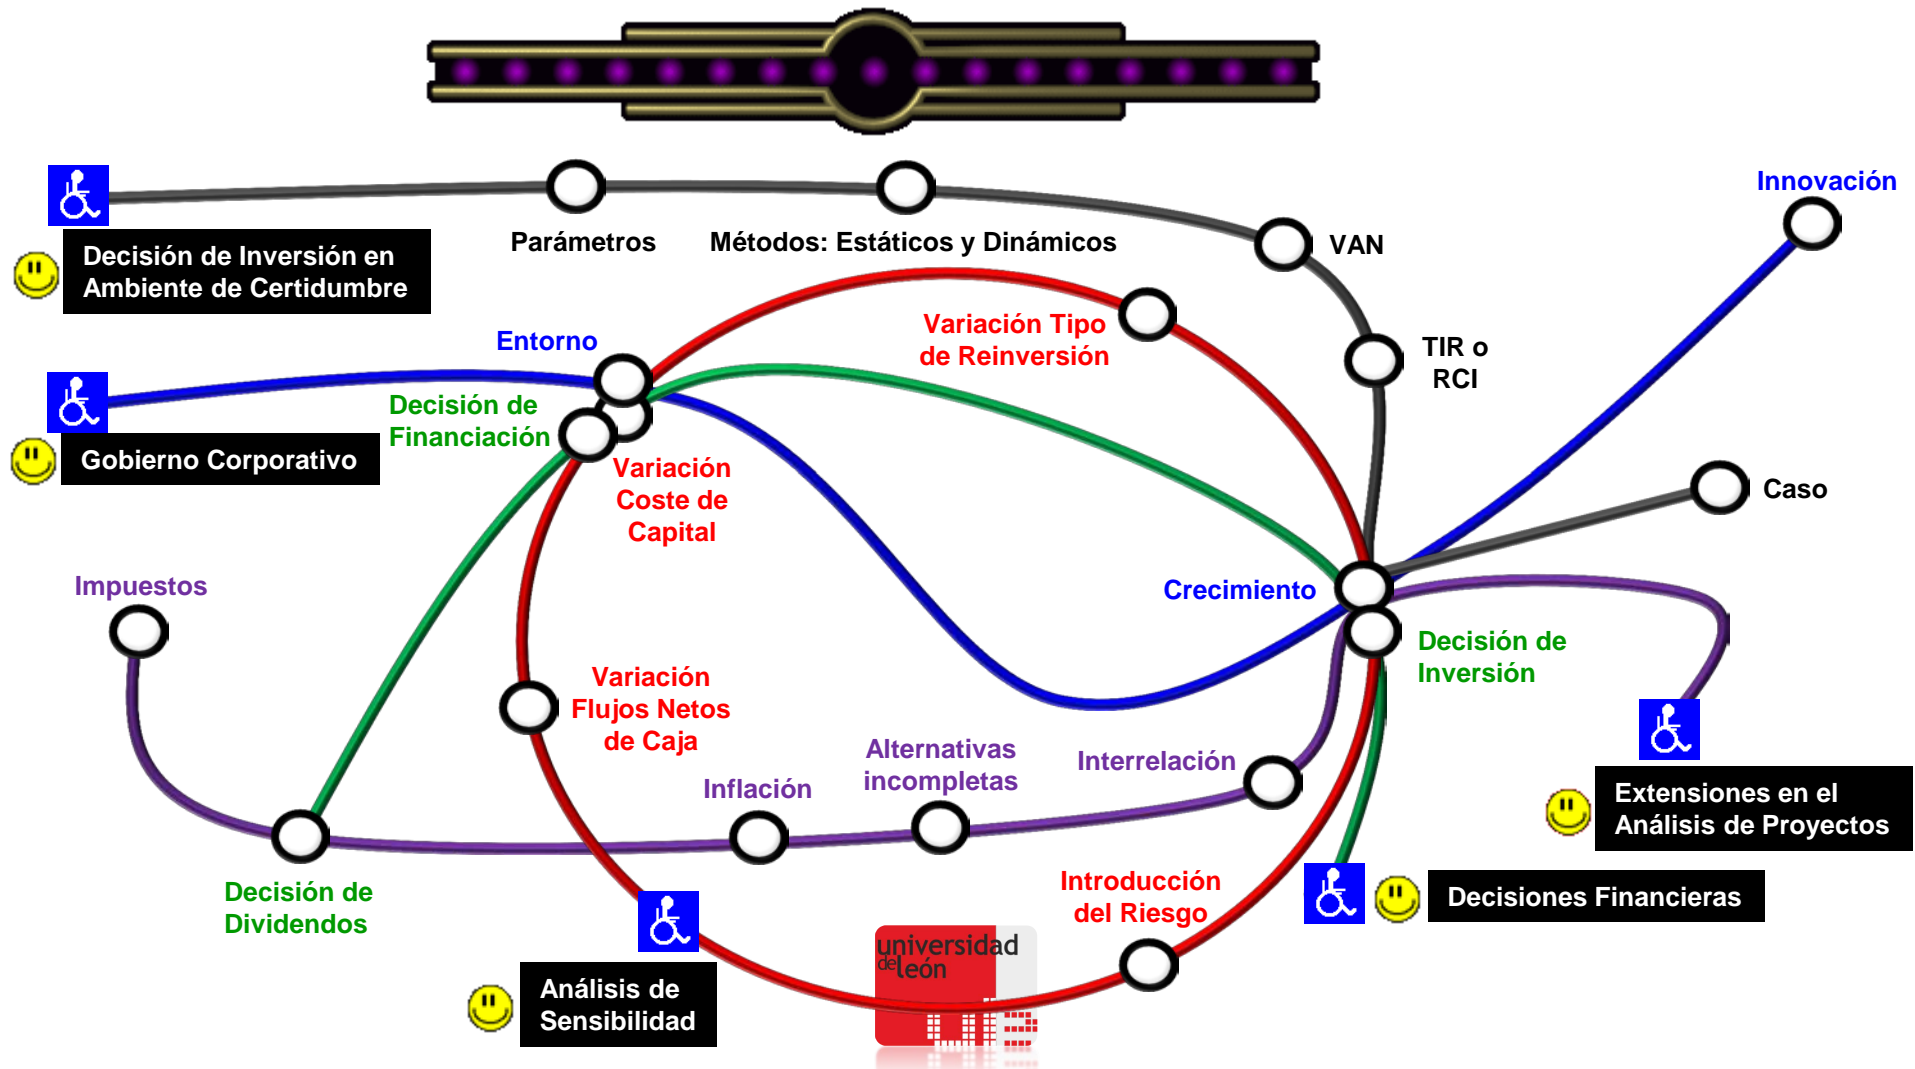 Innovación
Parámetros
Métodos: Estáticos y Dinámicos
VAN
Decisión de Inversión en
Ambiente de Certidumbre
Variación Tipo
de Reinversión
Entorno
TIR o
RCI
Decisión de
Financiación
Gobierno Corporativo
Variación
Coste de
Capital
Caso
Impuestos
Crecimiento
Decisión de
Inversión
Variación
Flujos Netos
de Caja
Alternativas
incompletas
Interrelación
Inflación
Extensiones en el
Análisis de Proyectos
Decisión de
Dividendos
Introducción
del Riesgo
Decisiones Financieras
universidad
de león
Análisis de
Sensibilidad